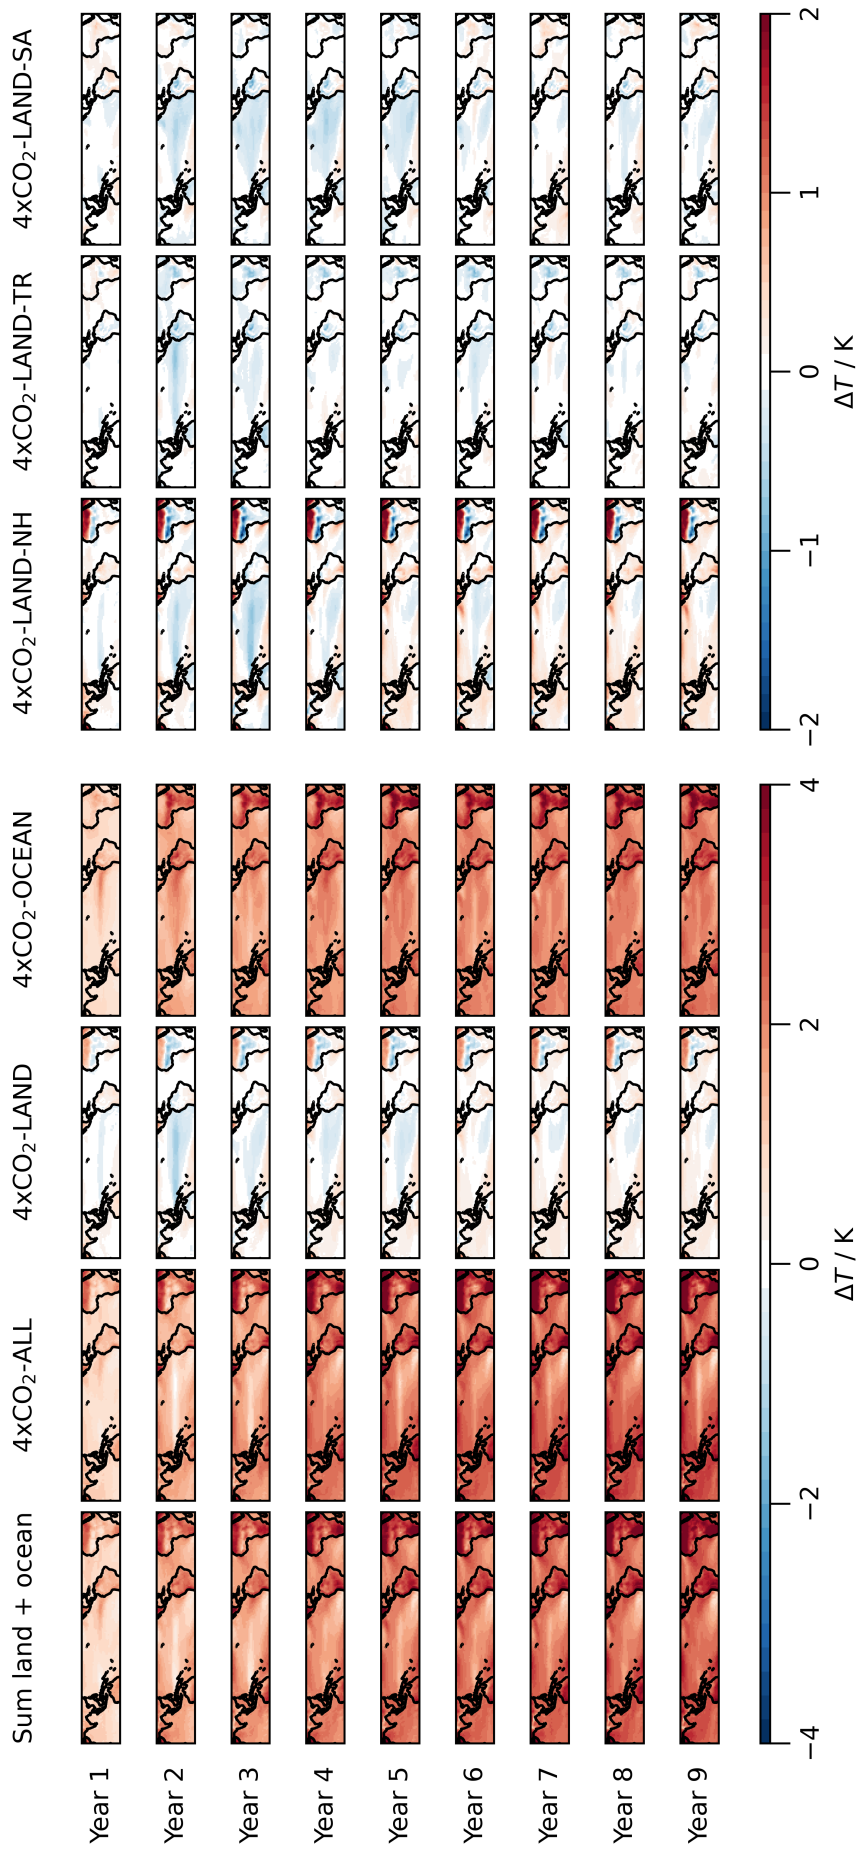 Sum land + ocean
4xCO₂-ALL
4xCO₂-LAND
4xCO₂-OCEAN
4xCO₂-LAND-NH
4xCO₂-LAND-TR
4xCO₂-LAND-SA
Year 1
Year 2
Year 3
Year 4
Year 5
Year 6
Year 7
Year 8
Year 9
−4 −2 0 2 4
ΔT / K
−2 −1 0 1 2
ΔT / K